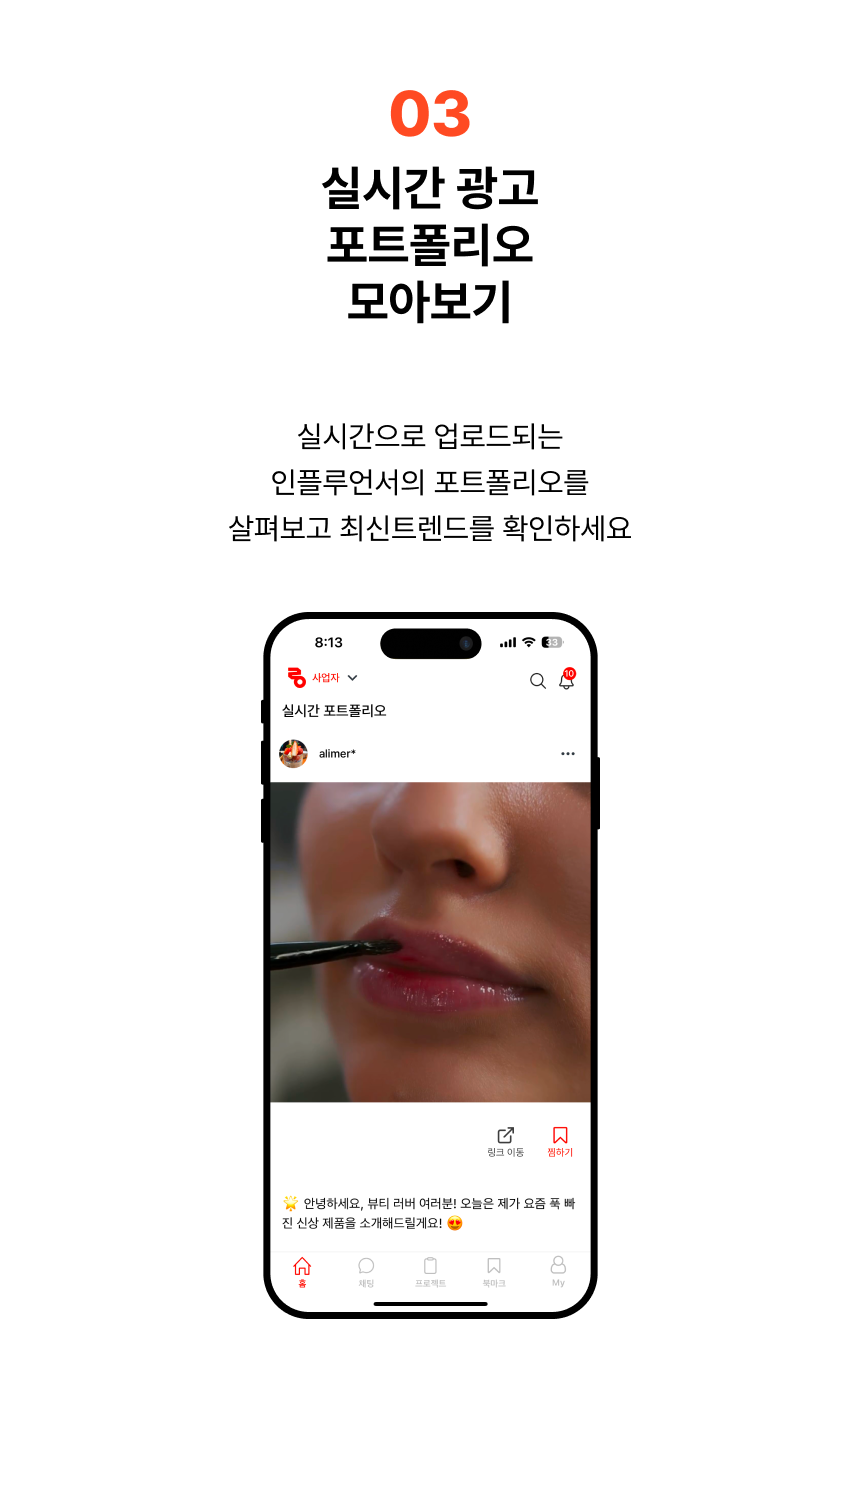 03
실시간 광고
포트폴리오
모아보기
실시간으로 업로드되는
인플루언서의 포트폴리오를
살펴보고 최신트렌드를 확인하세요
8:13
33
사업자
10
실시간 포트폴리오
alimer*
링크 이동
찜하기
안녕하세요, 뷰티 러버 여러분! 오늘은 제가 요즘 푹 빠
진 신상 제품을 소개해드릴게요! 😍
홈
채팅
프로젝트
북마크
My